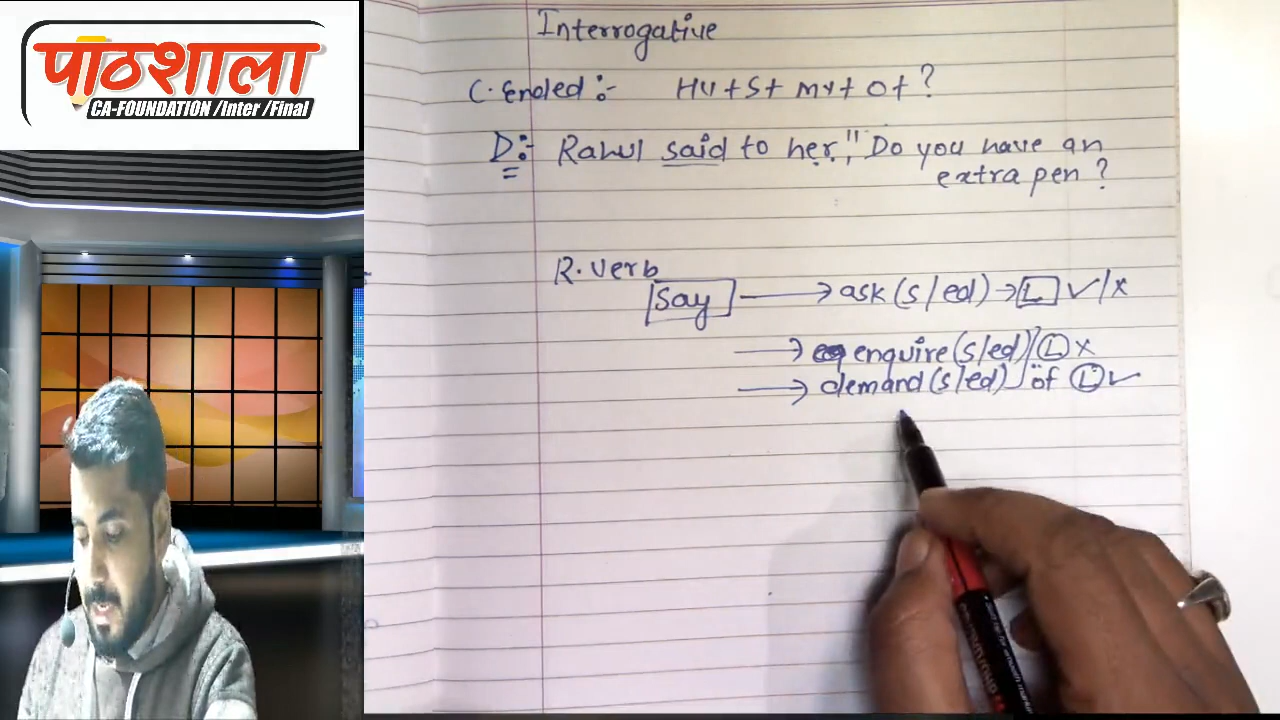 पाठशाला
CA-FOUNDATION /Inter /Final
Interrogative
C. Ended :- HV + S + MV + O + ?
D:- Rahul said to her, "Do you have an
extra pen ?
R. verb
Say → ask (s/ed) → L ✓/×
→ enquire (s/ed) / L ×
→ demand (s/ed) of L ✓